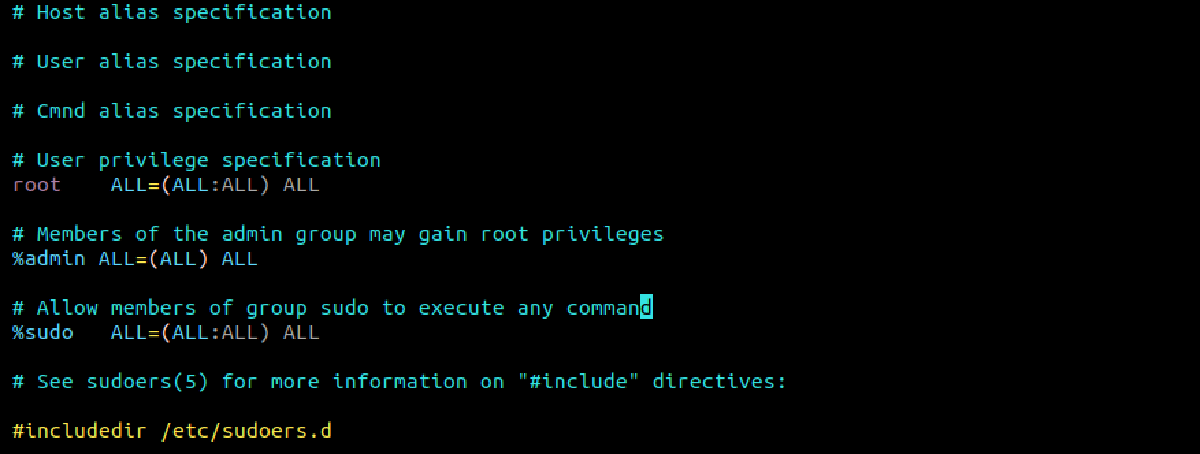 # Host alias specification
# User alias specification
# Cmnd alias specification
# User privilege specification
root    ALL=(ALL:ALL) ALL
# Members of the admin group may gain root privileges
%admin ALL=(ALL) ALL
# Allow members of group sudo to execute any command
%sudo   ALL=(ALL:ALL) ALL
# See sudoers(5) for more information on "#include" directives:
#includedir /etc/sudoers.d